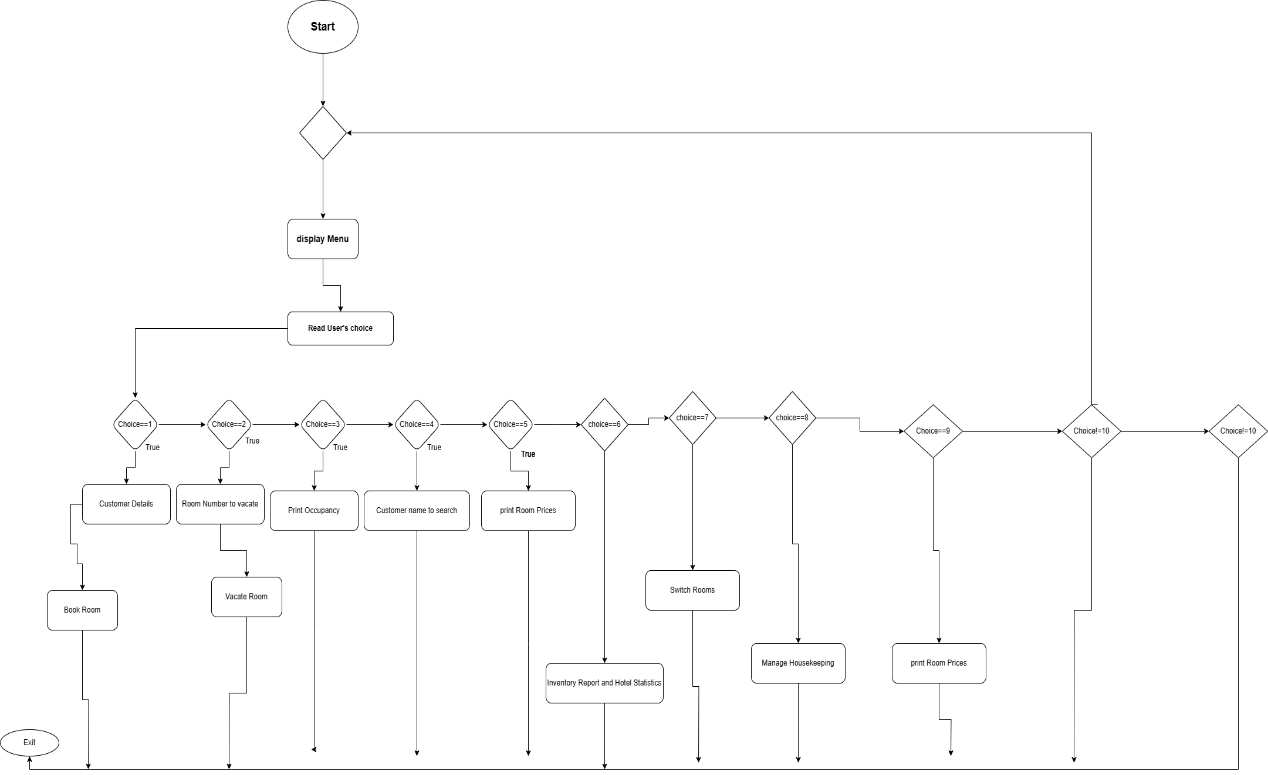 Start
display Menu
Read User's choice
Choice==1
Choice==2
Choice==3
Choice==4
Choice==5
choice==6
choice==7
choice==8
Choice==9
Choice!=10
Choice!=10
True
True
True
True
True
Customer Details
Room Number to vacate
Print Occupancy
Customer name to search
print Room Prices
Book Room
Vacate Room
Switch Rooms
Inventory Report and Hotel Statistics
Manage Housekeeping
print Room Prices
Exit